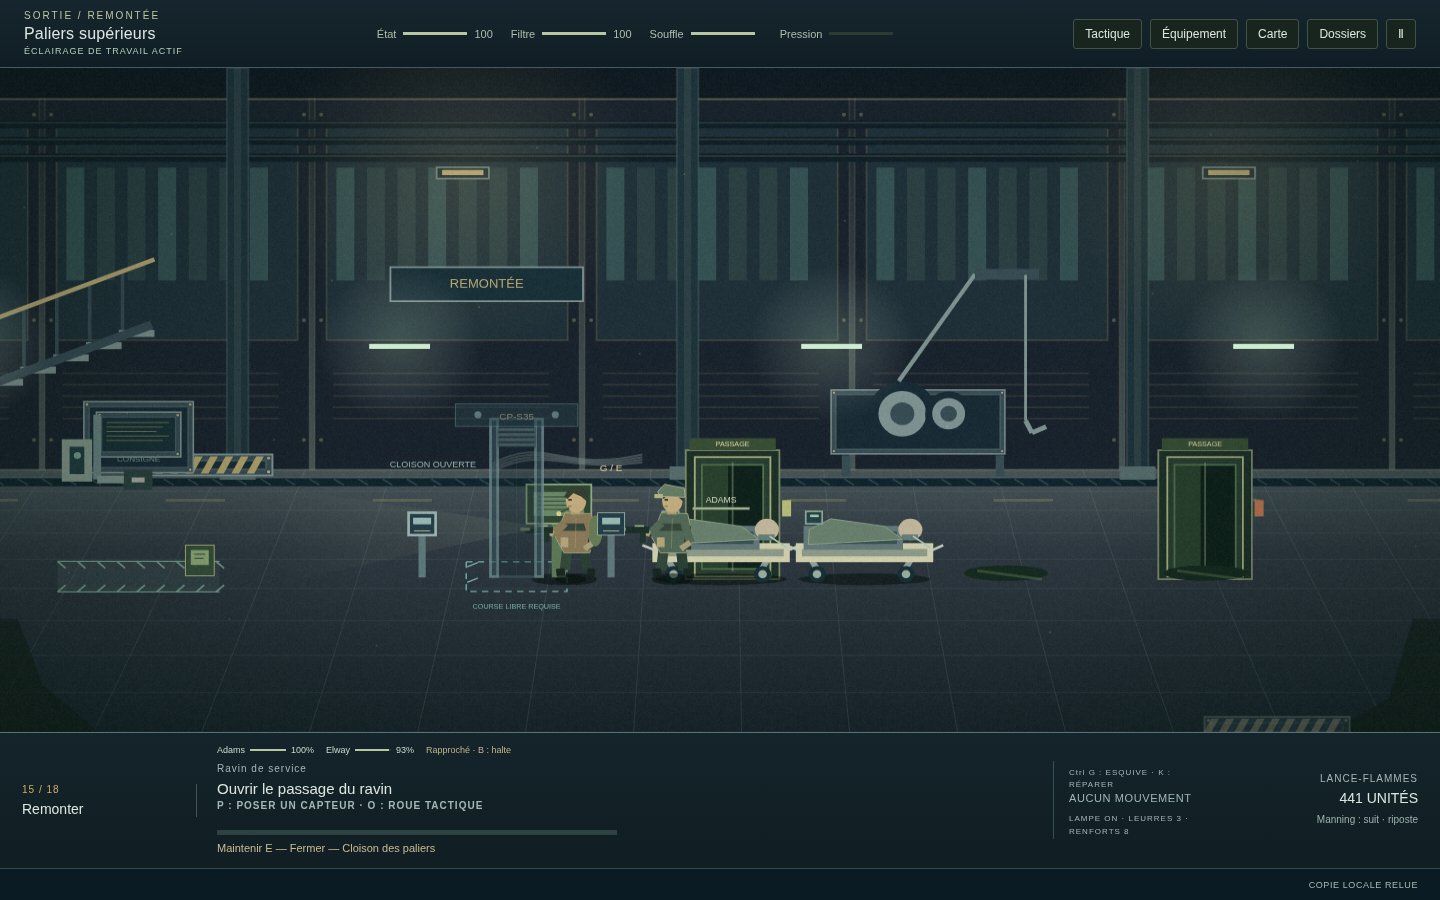 SORTIE / REMONTÉE
Paliers supérieurs
ÉCLAIRAGE DE TRAVAIL ACTIF
État 100 Filtre 100 Souffle Pression
Tactique Équipement Carte Dossiers II
REMONTÉE
CP-S35
CONSIGNE
CLOISON OUVERTE
G / E
PASSAGE
PASSAGE
ADAMS
COURSE LIBRE REQUISE
Adams 100% Elway 93% Rapproché · B : halte
15 / 18
Remonter
Ravin de service
Ouvrir le passage du ravin
P : POSER UN CAPTEUR · O : ROUE TACTIQUE
Maintenir E — Fermer — Cloison des paliers
Ctrl G : ESQUIVE · K :
RÉPARER
AUCUN MOUVEMENT
LAMPE ON · LEURRES 3 ·
RENFORTS 8
LANCE-FLAMMES
441 UNITÉS
Manning : suit · riposte
COPIE LOCALE RELUE